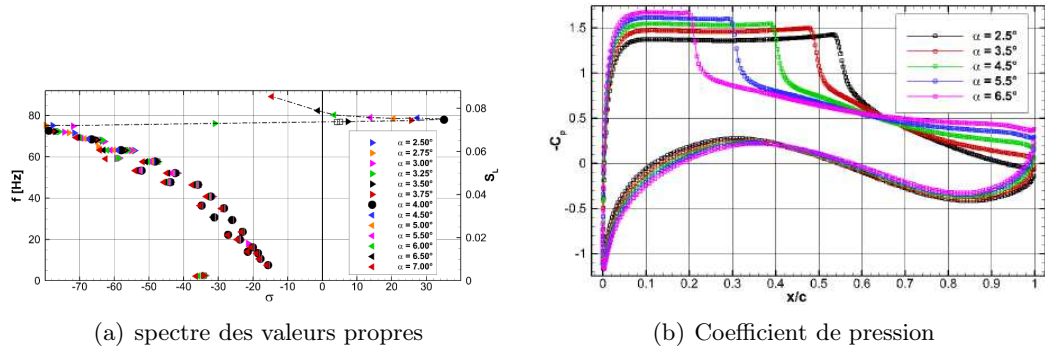 f [Hz]
80
60
40
20
0
-70 -60 -50 -40 -30 -20 -10 0 10 20 30
σ
0.08
0.06
0.04
0.02
0
S_L
α = 2.50°
α = 2.75°
α = 3.00°
α = 3.25°
α = 3.50°
α = 3.75°
α = 4.00°
α = 4.50°
α = 5.00°
α = 5.50°
α = 6.00°
α = 6.50°
α = 7.00°
(a) spectre des valeurs propres
-C_p
1.5
1
0.5
0
-0.5
-1
0 0.1 0.2 0.3 0.4 0.5 0.6 0.7 0.8 0.9 1
x/c
α = 2.5°
α = 3.5°
α = 4.5°
α = 5.5°
α = 6.5°
(b) Coefficient de pression